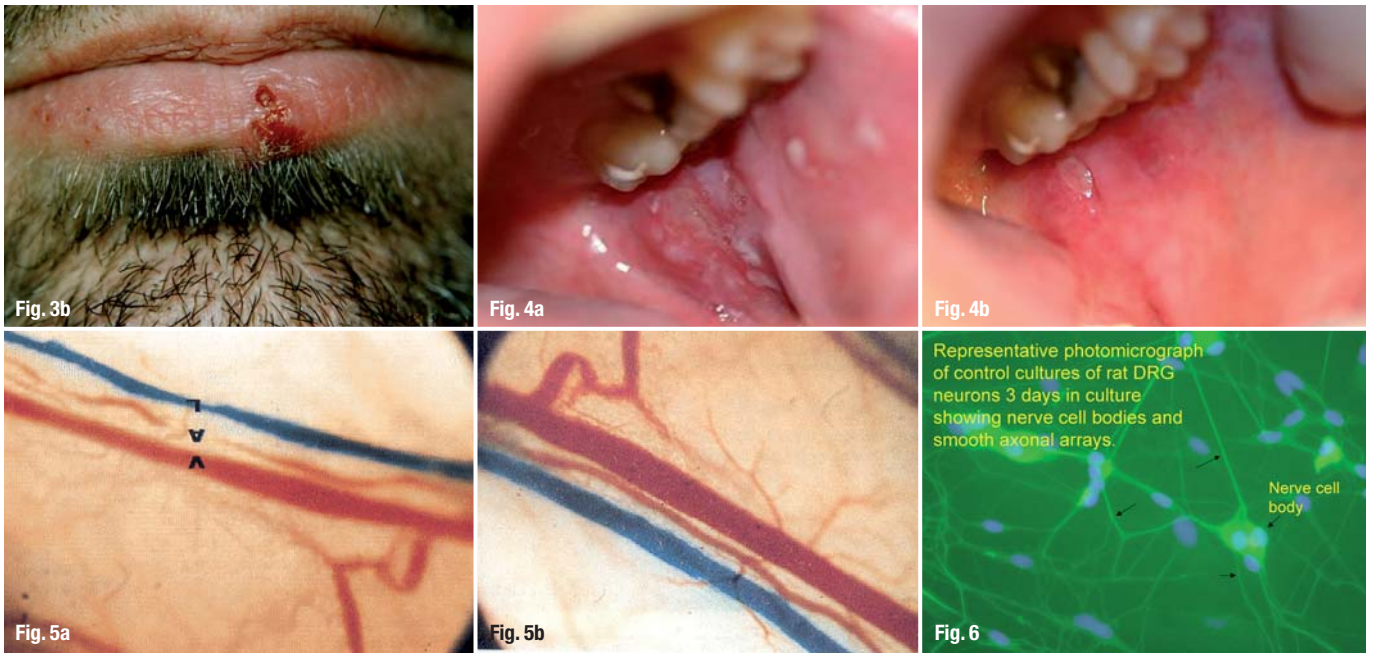 Fig. 3b
Fig. 4a
Fig. 4b
L
A
V
Fig. 5a
Fig. 5b
Representative photomicrograph
of control cultures of rat DRG
neurons 3 days in culture
showing nerve cell bodies and
smooth axonal arrays.
Nerve cell
body
Fig. 6